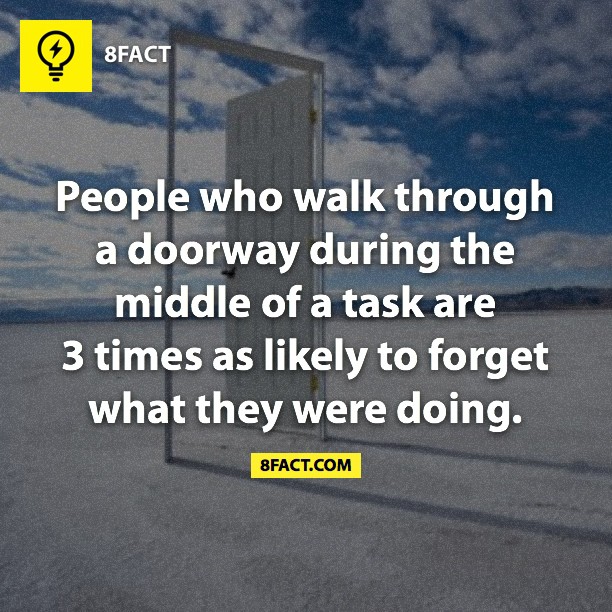 8FACT
People who walk through
a doorway during the
middle of a task are
3 times as likely to forget
what they were doing.
8FACT.COM